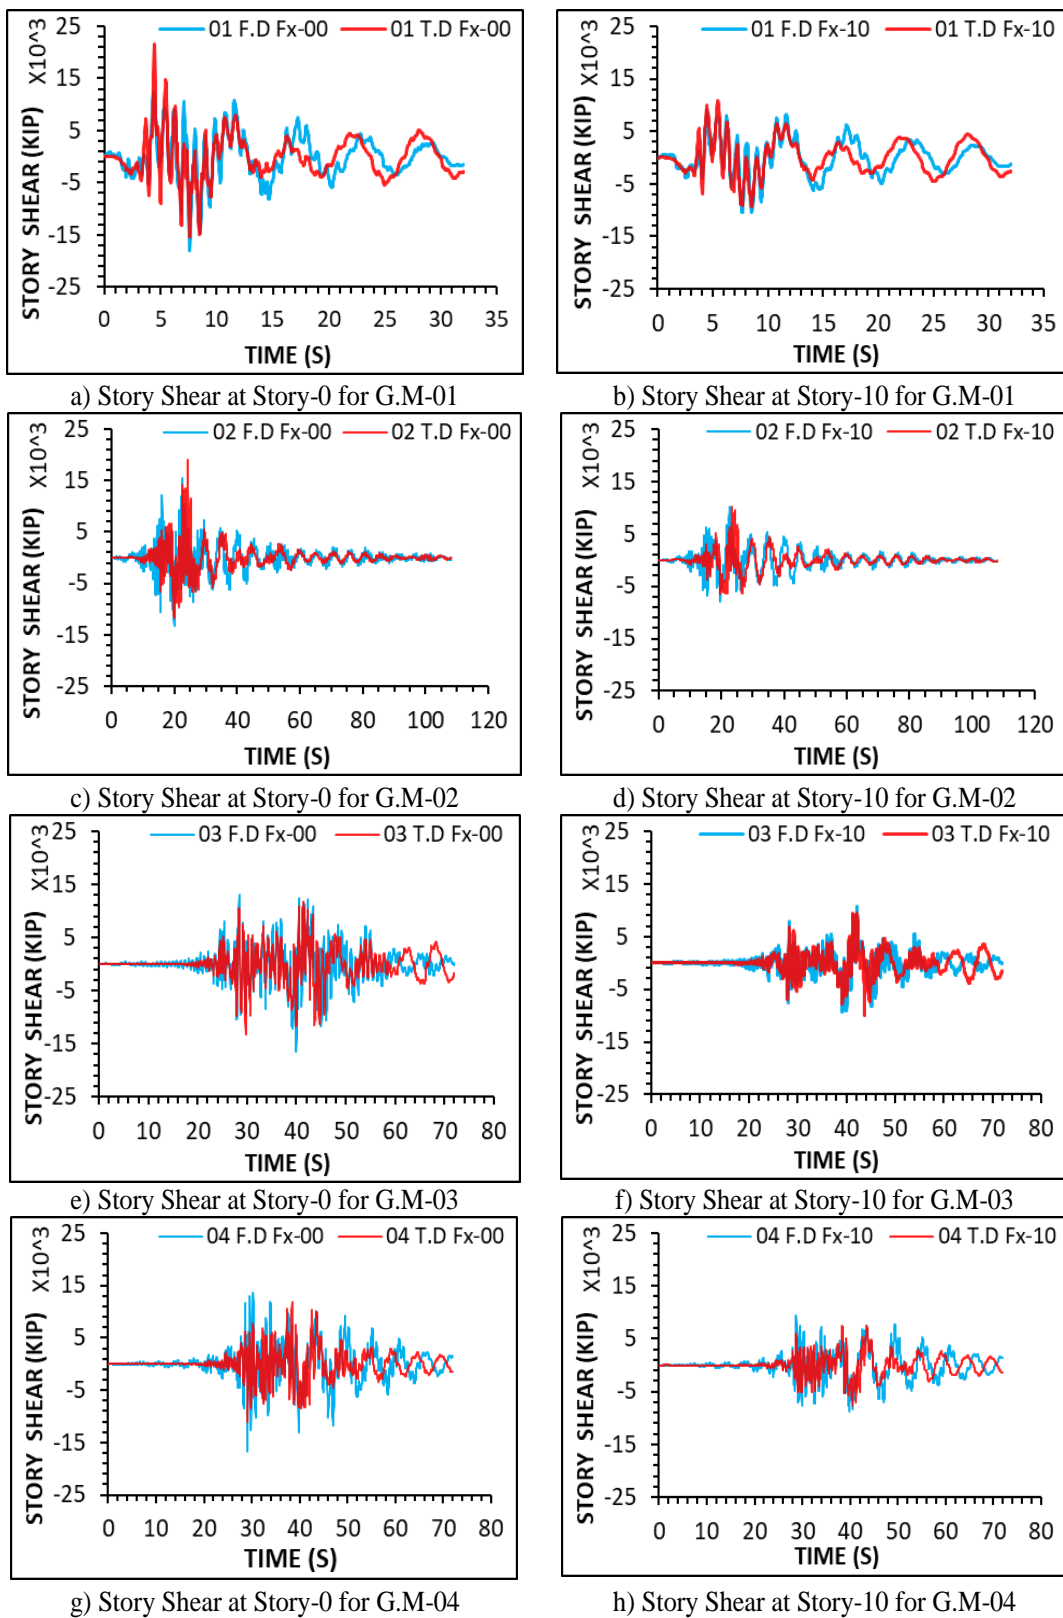 01 F.D Fx-00 01 T.D Fx-00
STORY SHEAR (KIP) X10^3
25
15
5
-5
-15
-25
0 5 10 15 20 25 30 35
TIME (S)
a) Story Shear at Story-0 for G.M-01
01 F.D Fx-10 01 T.D Fx-10
STORY SHEAR (KIP) X10^3
25
15
5
-5
-15
-25
0 5 10 15 20 25 30 35
TIME (S)
b) Story Shear at Story-10 for G.M-01
02 F.D Fx-00 02 T.D Fx-00
STORY SHEAR (KIP) X10^3
25
15
5
-5
-15
-25
0 20 40 60 80 100 120
TIME (S)
c) Story Shear at Story-0 for G.M-02
02 F.D Fx-10 02 T.D Fx-10
STORY SHEAR (KIP) X10^3
25
15
5
-5
-15
-25
0 20 40 60 80 100 120
TIME (S)
d) Story Shear at Story-10 for G.M-02
03 F.D Fx-00 03 T.D Fx-00
STORY SHEAR (KIP) X10^3
25
15
5
-5
-15
-25
0 10 20 30 40 50 60 70 80
TIME (S)
e) Story Shear at Story-0 for G.M-03
03 F.D Fx-10 03 T.D Fx-10
STORY SHEAR (KIP) X10^3
25
15
5
-5
-15
-25
0 10 20 30 40 50 60 70 80
TIME (S)
f) Story Shear at Story-10 for G.M-03
04 F.D Fx-00 04 T.D Fx-00
STORY SHEAR (KIP) X10^3
25
15
5
-5
-15
-25
0 10 20 30 40 50 60 70 80
TIME (S)
g) Story Shear at Story-0 for G.M-04
04 F.D Fx-10 04 T.D Fx-10
STORY SHEAR (KIP) X10^3
25
15
5
-5
-15
-25
0 10 20 30 40 50 60 70 80
TIME (S)
h) Story Shear at Story-10 for G.M-04